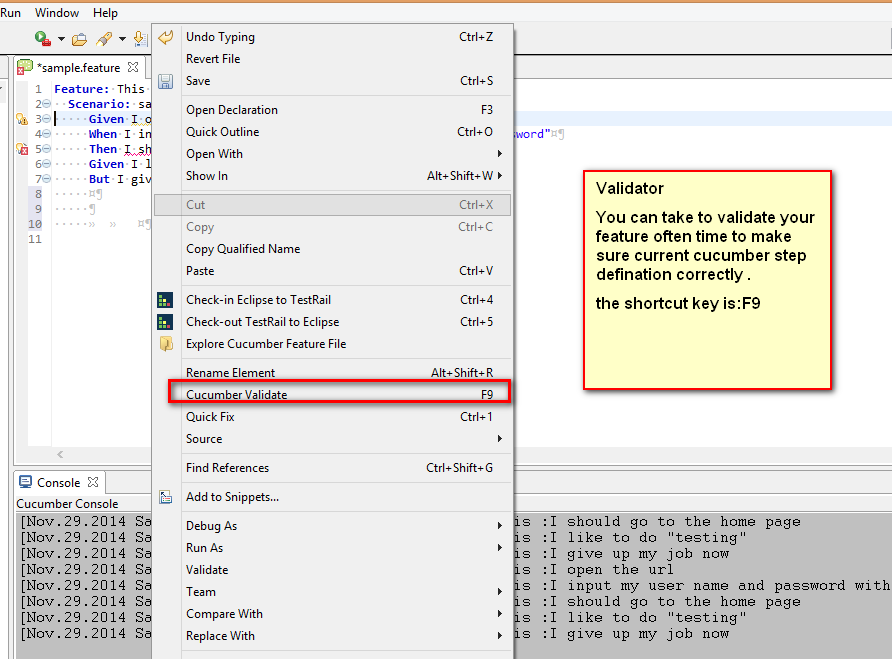 Run Window Help
*sample.feature
1 Feature: This
2 Scenario: sa
3 Given I o
4 When I in
5 Then I sh
6 Given I l
7 But I giv
8
9
10
11
sword"
Undo Typing Ctrl+Z
Revert File
Save Ctrl+S
Open Declaration F3
Quick Outline Ctrl+O
Open With
Show In Alt+Shift+W
Cut Ctrl+X
Copy Ctrl+C
Copy Qualified Name
Paste Ctrl+V
Check-in Eclipse to TestRail Ctrl+4
Check-out TestRail to Eclipse Ctrl+5
Explore Cucumber Feature File
Rename Element Alt+Shift+R
Cucumber Validate F9
Quick Fix Ctrl+1
Source
Find References Ctrl+Shift+G
Add to Snippets...
Debug As
Run As
Validate
Team
Compare With
Replace With
Validator
You can take to validate your
feature often time to make
sure current cucumber step
defination correctly .
the shortcut key is:F9
Console
Cucumber Console
[Nov.29.2014 Sa is :I should go to the home page
[Nov.29.2014 Sa is :I like to do "testing"
[Nov.29.2014 Sa is :I give up my job now
[Nov.29.2014 Sa is :I open the url
[Nov.29.2014 Sa is :I input my user name and password with
[Nov.29.2014 Sa is :I should go to the home page
[Nov.29.2014 Sa is :I like to do "testing"
[Nov.29.2014 Sa is :I give up my job now